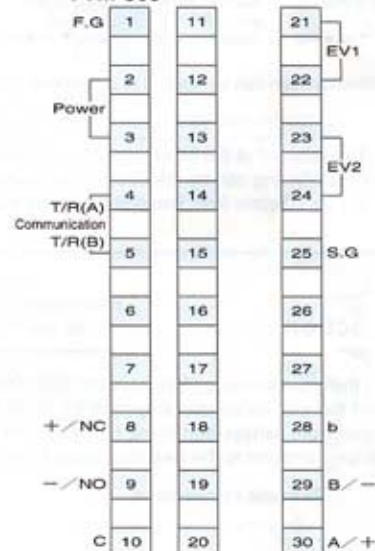 F.G 1 11 21
EV1
2 12 22
Power
3 13 23
EV2
T/R(A) 4 14 24
Communication
T/R(B) 5 15 25 S.G
6 16 26
7 17 27
+/NC 8 18 28 b
-/NO 9 19 29 B/-
C 10 20 30 A/+